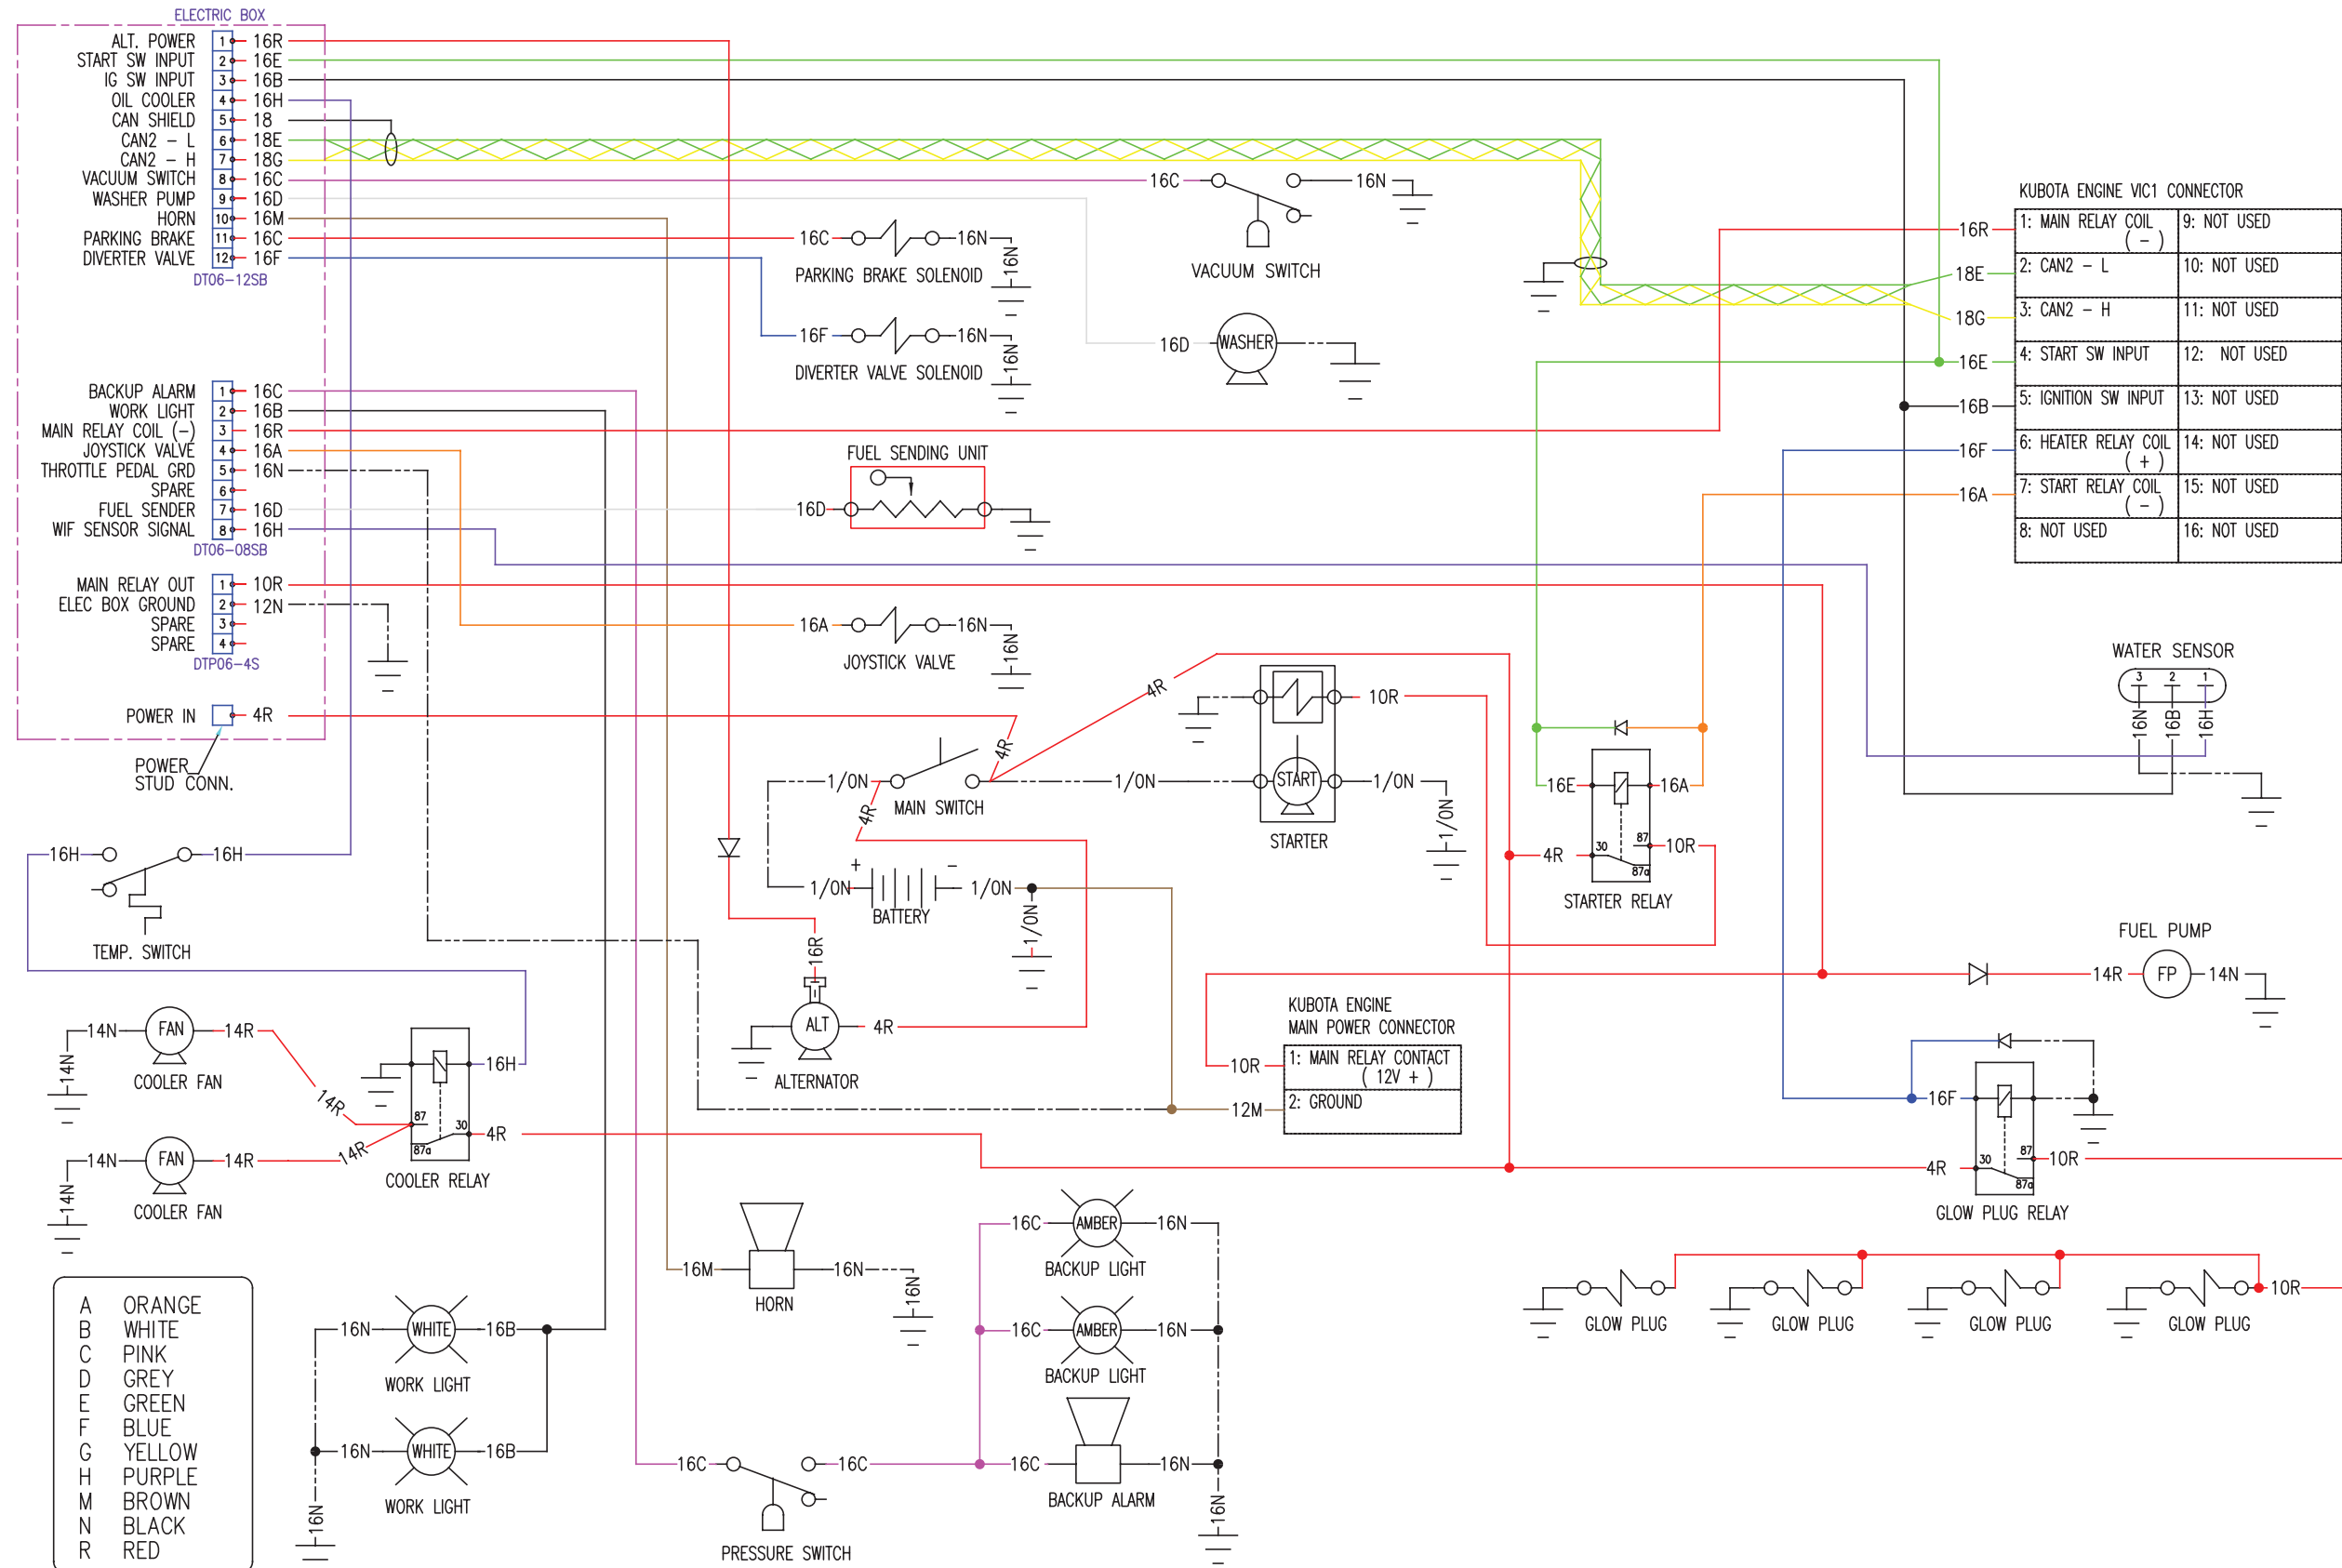 ELECTRIC BOX
ALT. POWER 1 16R
START SW INPUT 2 16E
IG SW INPUT 3 16B
OIL COOLER 4 16H
CAN SHIELD 5 18
CAN2 - L 6 18E
CAN2 - H 7 18G
VACUUM SWITCH 8 16C
WASHER PUMP 9 16D
HORN 10 16M
PARKING BRAKE 11 16C
DIVERTER VALVE 12 16F
DT06-12SB
BACKUP ALARM 1 16C
WORK LIGHT 2 16B
MAIN RELAY COIL (-) 3 16R
JOYSTICK VALVE 4 16A
THROTTLE PEDAL GRD 5 16N
SPARE 6
FUEL SENDER 7 16D
WIF SENSOR SIGNAL 8 16H
DT06-08SB
MAIN RELAY OUT 1 10R
ELEC BOX GROUND 2 12N
SPARE 3
SPARE 4
DTP06-4S
POWER IN 4R
POWER
STUD CONN.
16C 16N
VACUUM SWITCH
16C 16N
16N
PARKING BRAKE SOLENOID
16F 16N
16N
DIVERTER VALVE SOLENOID
16D WASHER
FUEL SENDING UNIT
16D
16A 16N
16N
JOYSTICK VALVE
KUBOTA ENGINE VIC1 CONNECTOR
16R 1: MAIN RELAY COIL 9: NOT USED
( - )
18E 2: CAN2 - L 10: NOT USED
18G 3: CAN2 - H 11: NOT USED
16E 4: START SW INPUT 12: NOT USED
16B 5: IGNITION SW INPUT 13: NOT USED
16F 6: HEATER RELAY COIL 14: NOT USED
( + )
16A 7: START RELAY COIL 15: NOT USED
( - )
8: NOT USED 16: NOT USED
WATER SENSOR
3 2 1
16N 16B 16H
4R
4R
10R
1/0N 1/0N START 1/0N
1/0N
MAIN SWITCH
4R
STARTER
+ -
1/0N 1/0N
1/0N
BATTERY
16E 16A
87
10R
4R 30
87a
STARTER RELAY
16H 16H
TEMP. SWITCH
16R
ALT 4R
ALTERNATOR
FUEL PUMP
14R FP 14N
KUBOTA ENGINE
MAIN POWER CONNECTOR
10R 1: MAIN RELAY CONTACT
( 12V + )
12M 2: GROUND
14N FAN 14R
14N
COOLER FAN
14R
14N FAN 14R
14N
COOLER FAN
14R
16H
87
30 4R
87a
COOLER RELAY
16F
87
10R
4R 30
87a
GLOW PLUG RELAY
10R
GLOW PLUG
GLOW PLUG
GLOW PLUG
GLOW PLUG
16M 16N
16N
HORN
16C AMBER 16N
BACKUP LIGHT
16C AMBER 16N
BACKUP LIGHT
16C 16C 16C 16N
BACKUP ALARM
16N
PRESSURE SWITCH
16N WHITE 16B
WORK LIGHT
16N WHITE 16B
WORK LIGHT
16N
A ORANGE
B WHITE
C PINK
D GREY
E GREEN
F BLUE
G YELLOW
H PURPLE
M BROWN
N BLACK
R RED